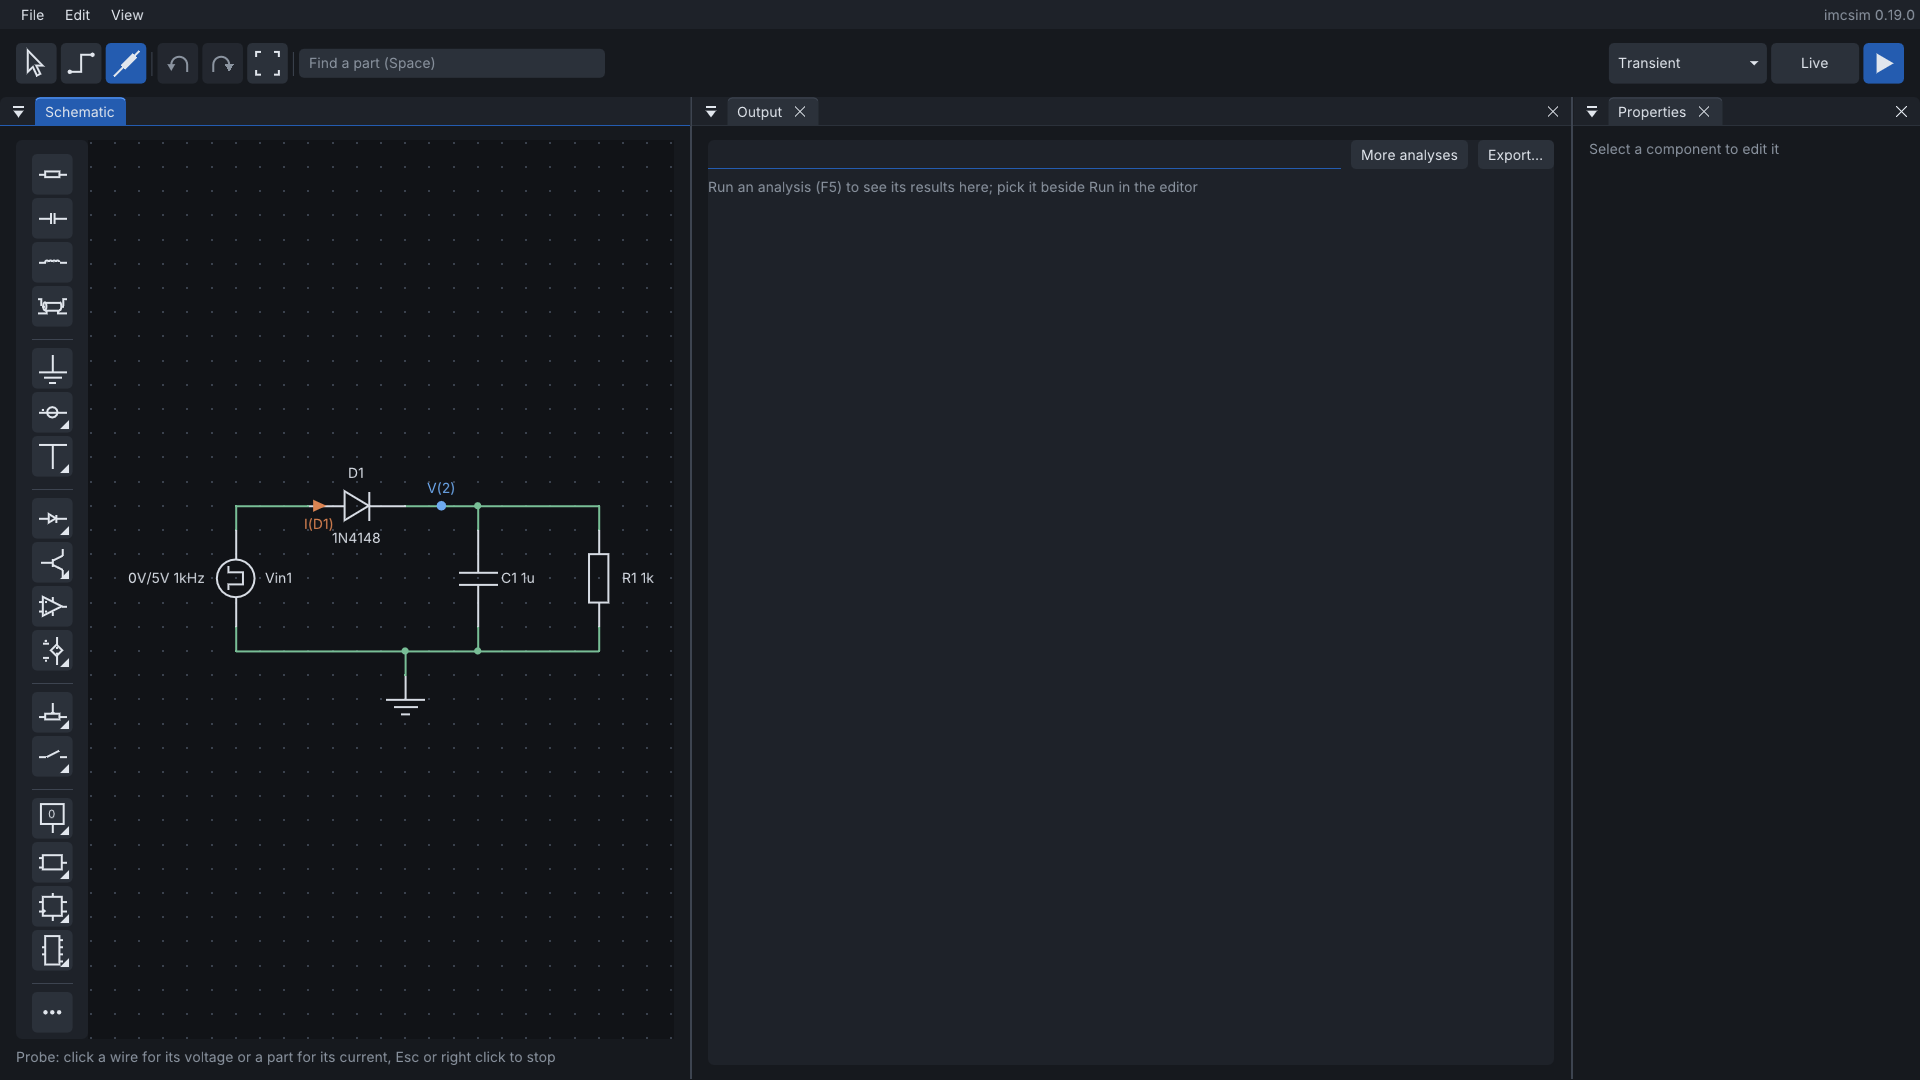 File Edit View
imcsim 0.19.0
Find a part (Space)
Transient
Live
Schematic
Output
Properties
More analyses
Export...
Select a component to edit it
Run an analysis (F5) to see its results here; pick it beside Run in the editor
D1
V(2)
I(D1)
1N4148
0V/5V 1kHz
Vin1
C1 1u
R1 1k
0
Probe: click a wire for its voltage or a part for its current, Esc or right click to stop